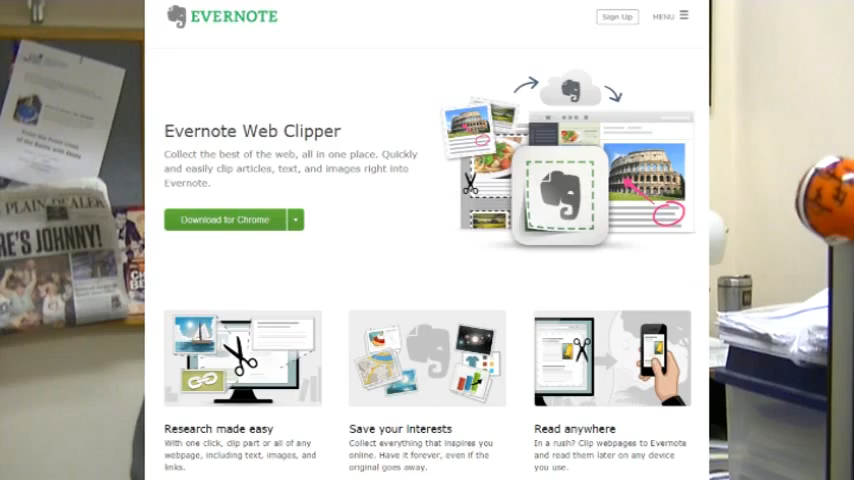 EVERNOTE
Sign Up
MENU
Evernote Web Clipper
Collect the best of the web, all in one place. Quickly
and easily clip articles, text, and images right into
Evernote.
Download for Chrome
Research made easy
With one click, clip part or all of any
webpage, including text, images, and
links.
Save your interests
Collect everything that inspires you
online. Have it forever, even if the
original goes away.
Read anywhere
In a rush? Clip webpages to Evernote
and read them later on any device
you use.
PLAIN DEALER
RE'S JOHNNY!